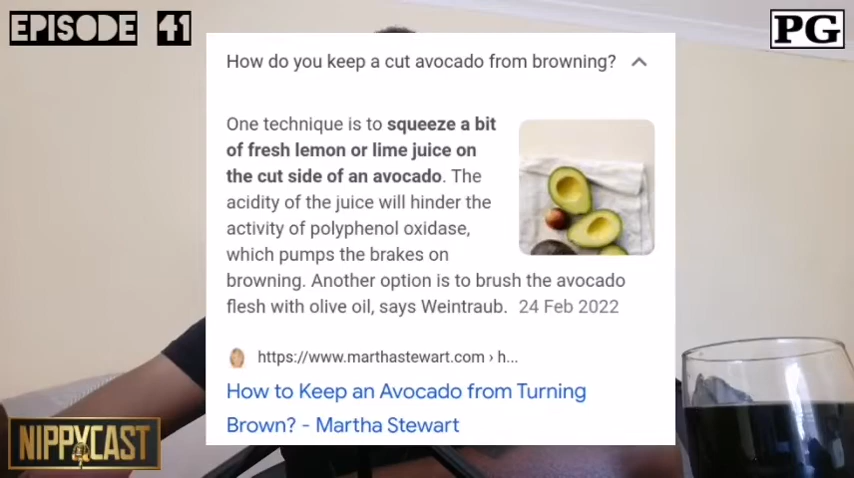 EPISODE 41
PG
How do you keep a cut avocado from browning?
One technique is to squeeze a bit
of fresh lemon or lime juice on
the cut side of an avocado. The
acidity of the juice will hinder the
activity of polyphenol oxidase,
which pumps the brakes on
browning. Another option is to brush the avocado
flesh with olive oil, says Weintraub. 24 Feb 2022
https://www.marthastewart.com › h...
How to Keep an Avocado from Turning
Brown? - Martha Stewart
NIPPYCAST